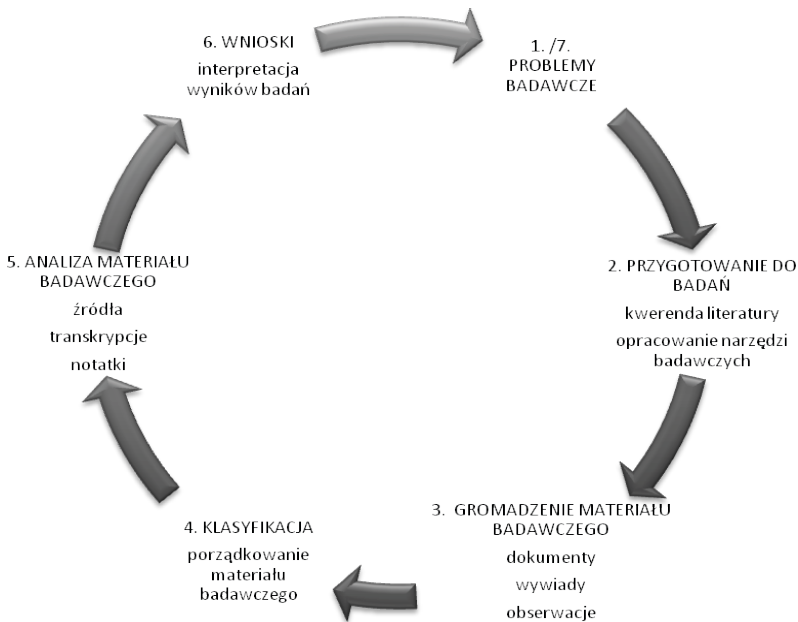 1. /7.
PROBLEMY
BADAWCZE
2. PRZYGOTOWANIE DO
BADAŃ
kwerenda literatury
opracowanie narzędzi
badawczych
3. GROMADZENIE MATERIAŁU
BADAWCZEGO
dokumenty
wywiady
obserwacje
4. KLASYFIKACJA
porządkowanie
materiału
badawczego
5. ANALIZA MATERIAŁU
BADAWCZEGO
źródła
transkrypcje
notatki
6. WNIOSKI
interpretacja
wyników badań